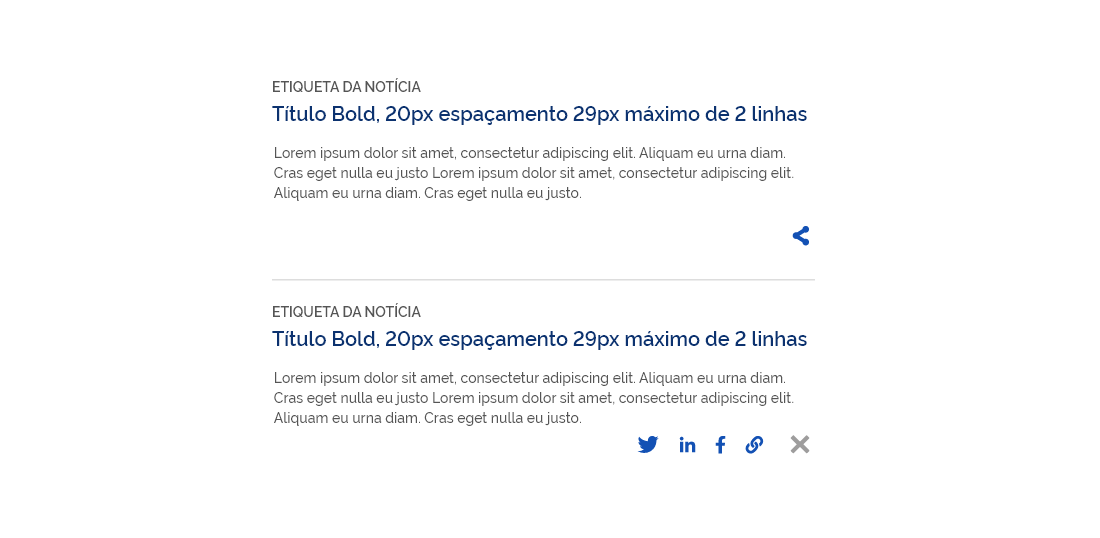 ETIQUETA DA NOTÍCIA
Título Bold, 20px espaçamento 29px máximo de 2 linhas
Lorem ipsum dolor sit amet, consectetur adipiscing elit. Aliquam eu urna diam.
Cras eget nulla eu justo Lorem ipsum dolor sit amet, consectetur adipiscing elit.
Aliquam eu urna diam. Cras eget nulla eu justo.
ETIQUETA DA NOTÍCIA
Título Bold, 20px espaçamento 29px máximo de 2 linhas
Lorem ipsum dolor sit amet, consectetur adipiscing elit. Aliquam eu urna diam.
Cras eget nulla eu justo Lorem ipsum dolor sit amet, consectetur adipiscing elit.
Aliquam eu urna diam. Cras eget nulla eu justo.